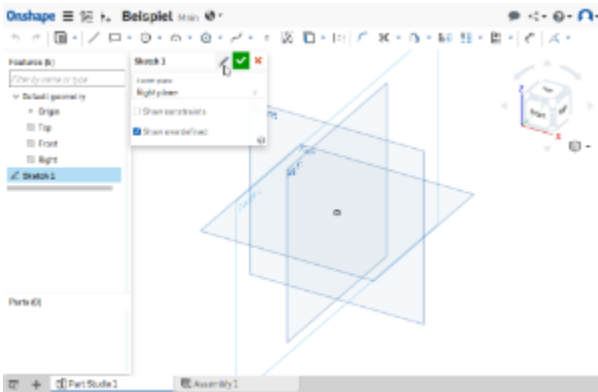 Onshape Beispiel Main
Features (6)
Filter by name or type
Default geometry
Origin
Top
Front
Right
Sketch 1
Sketch 1
Sketch plane
Right plane
Show constraints
Show overdefined
Parts (0)
Part Studio 1
Assembly 1